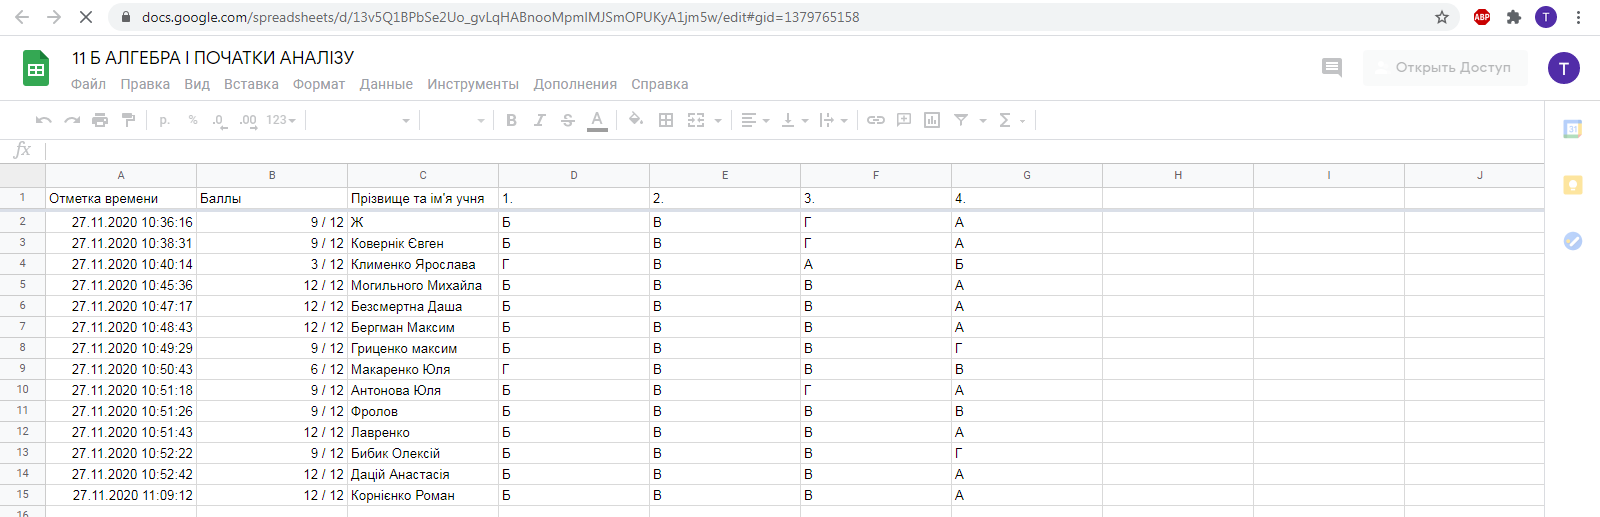 docs.google.com/spreadsheets/d/13v5Q1BPbSe2Uo_gvLqHABnooMpmIMJSmOPUKyA1jm5w/edit#gid=1379765158
ABP
T
11 Б АЛГЕБРА І ПОЧАТКИ АНАЛІЗУ
Файл Правка Вид Вставка Формат Данные Инструменты Дополнения Справка
Открыть Доступ
T
р. % .0 .00 123 B I S A Σ
31
fx
A B C D E F G H I J
1 Отметка времени Баллы Прізвище та ім'я учня 1. 2. 3. 4.
2 27.11.2020 10:36:16 9 / 12 Ж Б В Г А
3 27.11.2020 10:38:31 9 / 12 Ковернік Євген Б В Г А
4 27.11.2020 10:40:14 3 / 12 Клименко Ярослава Г В А Б
5 27.11.2020 10:45:36 12 / 12 Могильного Михайла Б В В А
6 27.11.2020 10:47:17 12 / 12 Безсмертна Даша Б В В А
7 27.11.2020 10:48:43 12 / 12 Бергман Максим Б В В А
8 27.11.2020 10:49:29 9 / 12 Гриценко максим Б В В Г
9 27.11.2020 10:50:43 6 / 12 Макаренко Юля Г В В В
10 27.11.2020 10:51:18 9 / 12 Антонова Юля Б В Г А
11 27.11.2020 10:51:26 9 / 12 Фролов Б В В В
12 27.11.2020 10:51:43 12 / 12 Лавренко Б В В А
13 27.11.2020 10:52:22 9 / 12 Бибик Олексій Б В В Г
14 27.11.2020 10:52:42 12 / 12 Дацій Анастасія Б В В А
15 27.11.2020 11:09:12 12 / 12 Корнієнко Роман Б В В А
16